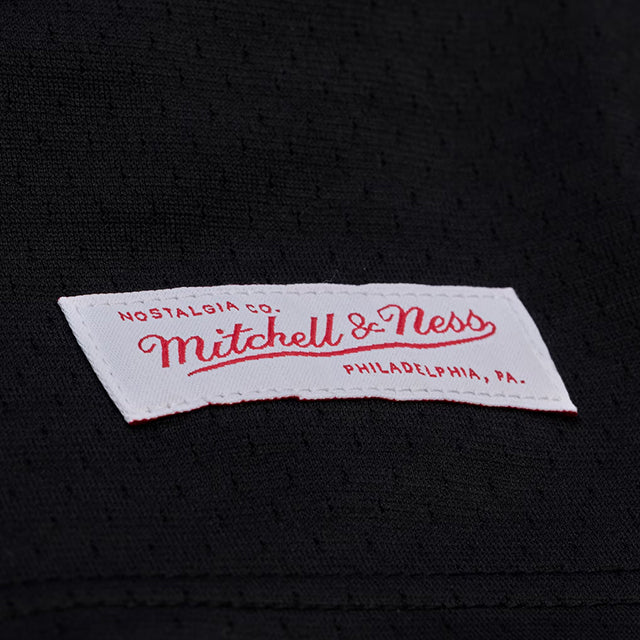 NOSTALGIA CO.
Mitchell & Ness
PHILADELPHIA, PA.